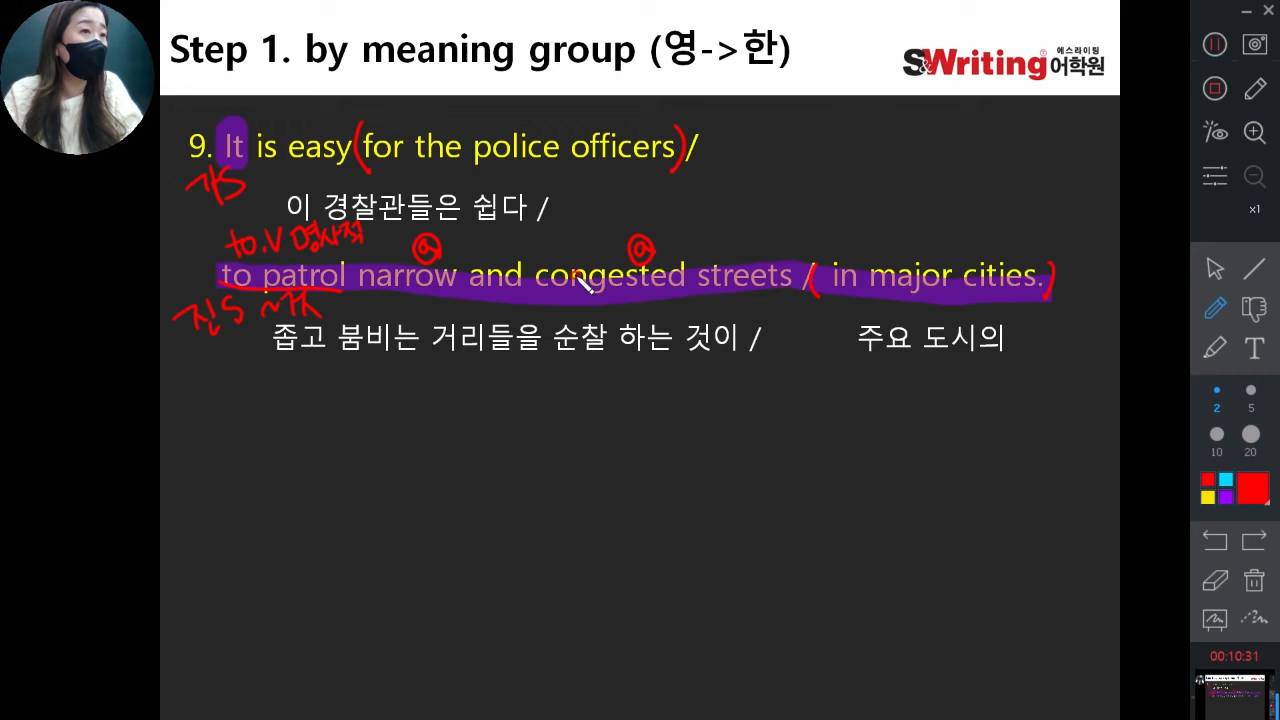 Step 1. by meaning group (영->한)
S&Writing 에스라이팅 어학원
9. It is easy (for the police officers) /
가S
이 경찰관들은 쉽다 /
to.V 명사적 ⓐ ⓐ
to patrol narrow and congested streets / ( in major cities.)
진S ~것
좁고 붐비는 거리들을 순찰 하는 것이 / 주요 도시의
x1
T
2 5
10 20
00:10:31